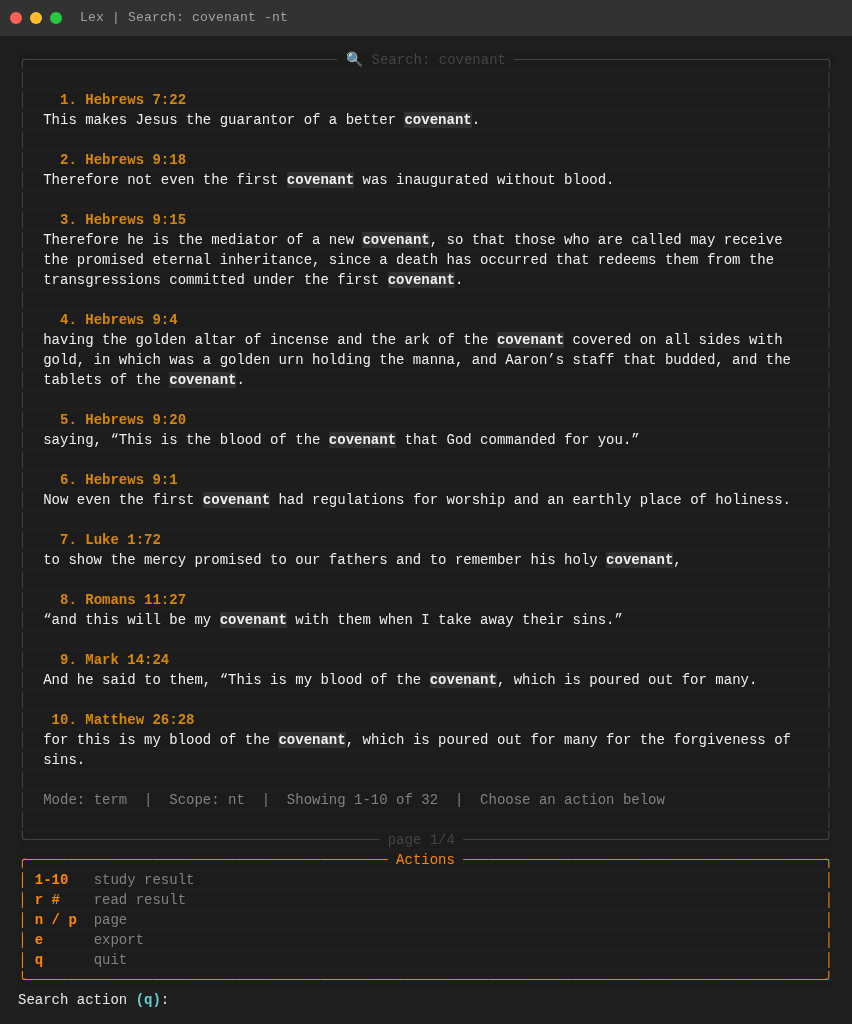 Lex | Search: covenant -nt
🔍 Search: covenant
1. Hebrews 7:22
This makes Jesus the guarantor of a better covenant.
2. Hebrews 9:18
Therefore not even the first covenant was inaugurated without blood.
3. Hebrews 9:15
Therefore he is the mediator of a new covenant, so that those who are called may receive
the promised eternal inheritance, since a death has occurred that redeems them from the
transgressions committed under the first covenant.
4. Hebrews 9:4
having the golden altar of incense and the ark of the covenant covered on all sides with
gold, in which was a golden urn holding the manna, and Aaron’s staff that budded, and the
tablets of the covenant.
5. Hebrews 9:20
saying, “This is the blood of the covenant that God commanded for you.”
6. Hebrews 9:1
Now even the first covenant had regulations for worship and an earthly place of holiness.
7. Luke 1:72
to show the mercy promised to our fathers and to remember his holy covenant,
8. Romans 11:27
“and this will be my covenant with them when I take away their sins.”
9. Mark 14:24
And he said to them, “This is my blood of the covenant, which is poured out for many.
10. Matthew 26:28
for this is my blood of the covenant, which is poured out for many for the forgiveness of
sins.
Mode: term | Scope: nt | Showing 1-10 of 32 | Choose an action below
page 1/4
Actions
1-10 study result
r # read result
n / p page
e export
q quit
Search action (q):